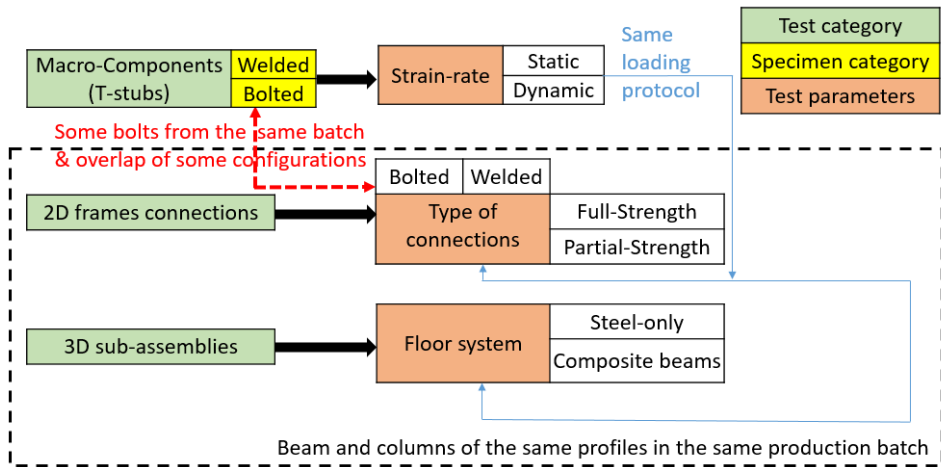 Macro-Components
(T-stubs)
Welded
Bolted
Strain-rate
Static
Dynamic
Same
loading
protocol
Test category
Specimen category
Test parameters
Some bolts from the same batch
& overlap of some configurations
2D frames connections
Bolted
Welded
Type of
connections
Full-Strength
Partial-Strength
3D sub-assemblies
Floor system
Steel-only
Composite beams
Beam and columns of the same profiles in the same production batch